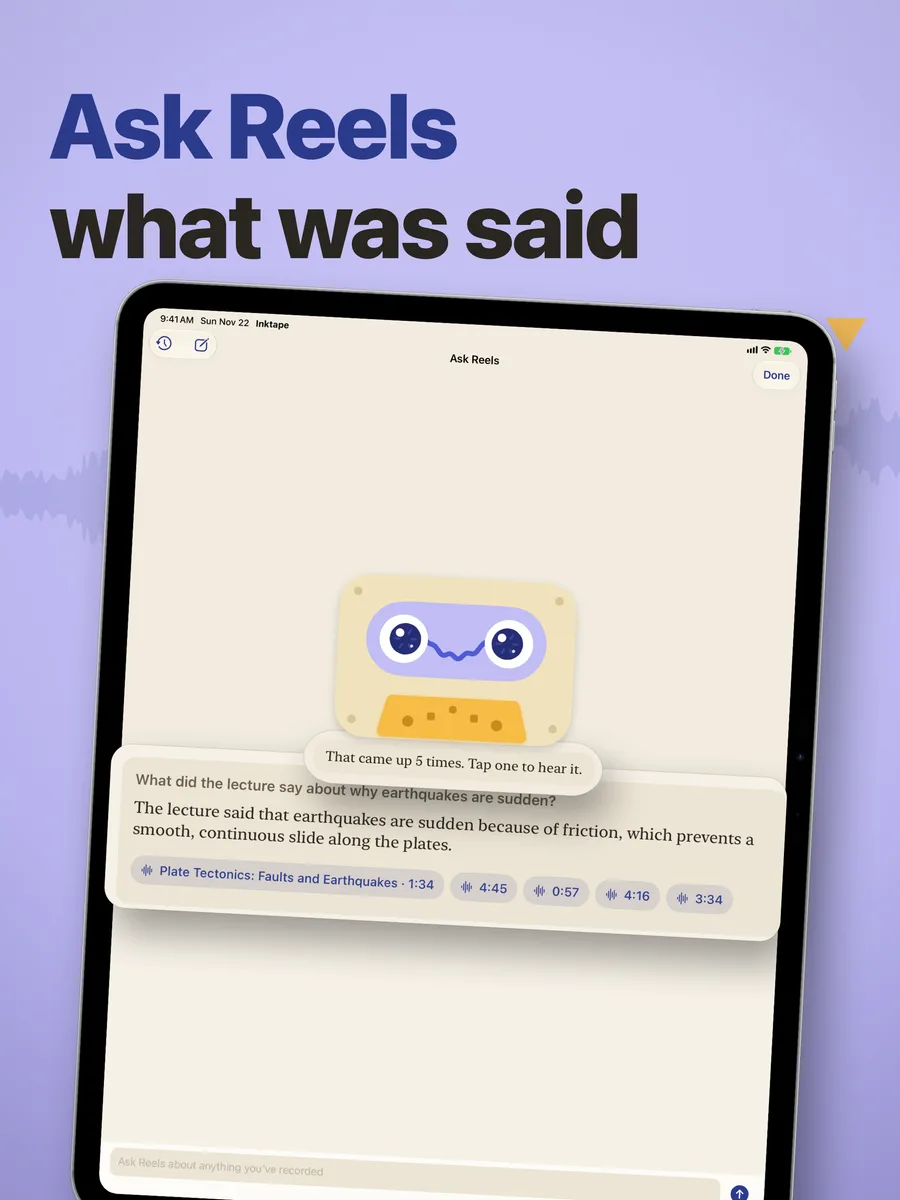 Ask Reels
what was said
9:41 AM Sun Nov 22 Inktape
Ask Reels
Done
That came up 5 times. Tap one to hear it.
What did the lecture say about why earthquakes are sudden?
The lecture said that earthquakes are sudden because of friction, which prevents a
smooth, continuous slide along the plates.
Plate Tectonics: Faults and Earthquakes · 1:34 4:45 0:57 4:16 3:34
Ask Reels about anything you've recorded